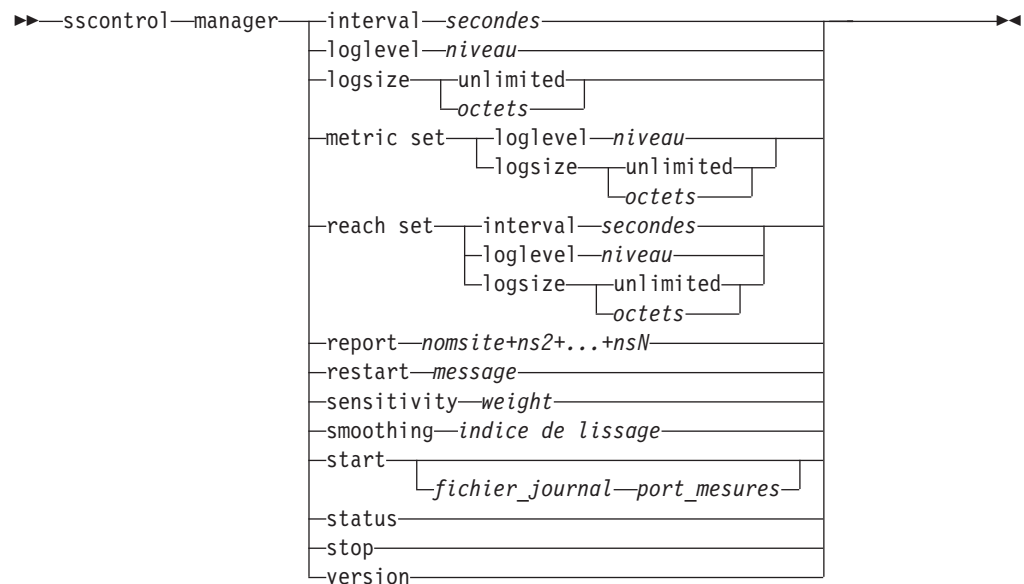 sscontrol manager interval secondes
loglevel niveau
logsize unlimited
octets
metric set loglevel niveau
logsize unlimited
octets
reach set interval secondes
loglevel niveau
logsize unlimited
octets
report nomsite+ns2+...+nsN
restart message
sensitivity weight
smoothing indice de lissage
start
fichier_journal port_mesures
status
stop
version